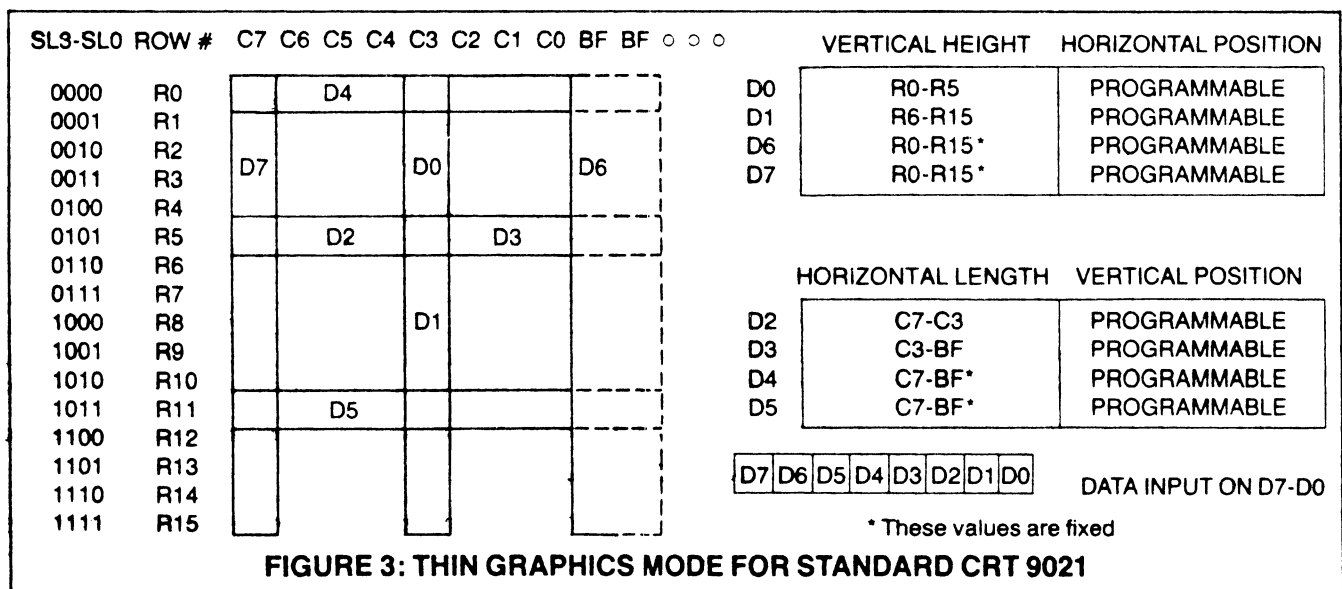 SL3-SL0 ROW # C7 C6 C5 C4 C3 C2 C1 C0 BF BF ○ ○ ○
0000 R0 D4
0001 R1
0010 R2
0011 R3 D7 D0 D6
0100 R4
0101 R5 D2 D3
0110 R6
0111 R7
1000 R8 D1
1001 R9
1010 R10
1011 R11 D5
1100 R12
1101 R13
1110 R14
1111 R15
VERTICAL HEIGHT HORIZONTAL POSITION
D0 R0-R5 PROGRAMMABLE
D1 R6-R15 PROGRAMMABLE
D6 R0-R15* PROGRAMMABLE
D7 R0-R15* PROGRAMMABLE
HORIZONTAL LENGTH VERTICAL POSITION
D2 C7-C3 PROGRAMMABLE
D3 C3-BF PROGRAMMABLE
D4 C7-BF* PROGRAMMABLE
D5 C7-BF* PROGRAMMABLE
D7 D6 D5 D4 D3 D2 D1 D0 DATA INPUT ON D7-D0
* These values are fixed
FIGURE 3: THIN GRAPHICS MODE FOR STANDARD CRT 9021